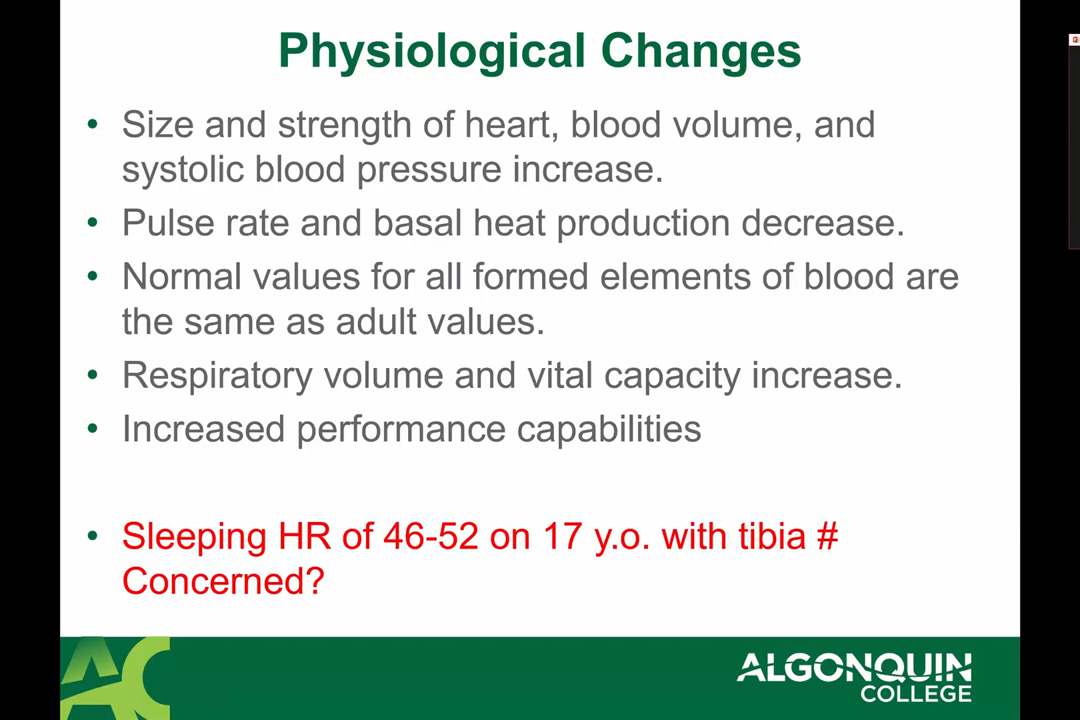 Physiological Changes
• Size and strength of heart, blood volume, and
systolic blood pressure increase.
• Pulse rate and basal heat production decrease.
• Normal values for all formed elements of blood are
the same as adult values.
• Respiratory volume and vital capacity increase.
• Increased performance capabilities
• Sleeping HR of 46-52 on 17 y.o. with tibia #
Concerned?
AC
ALGONQUIN
COLLEGE